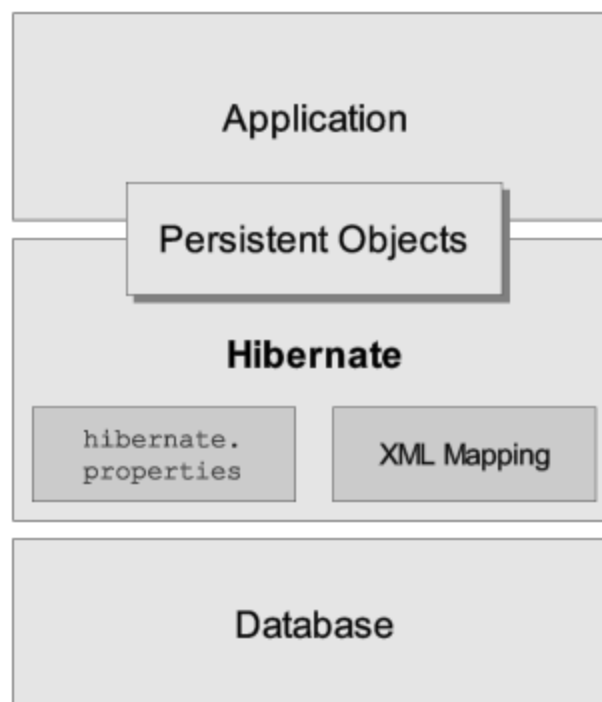 Application
Persistent Objects
Hibernate
hibernate.
properties
XML Mapping
Database